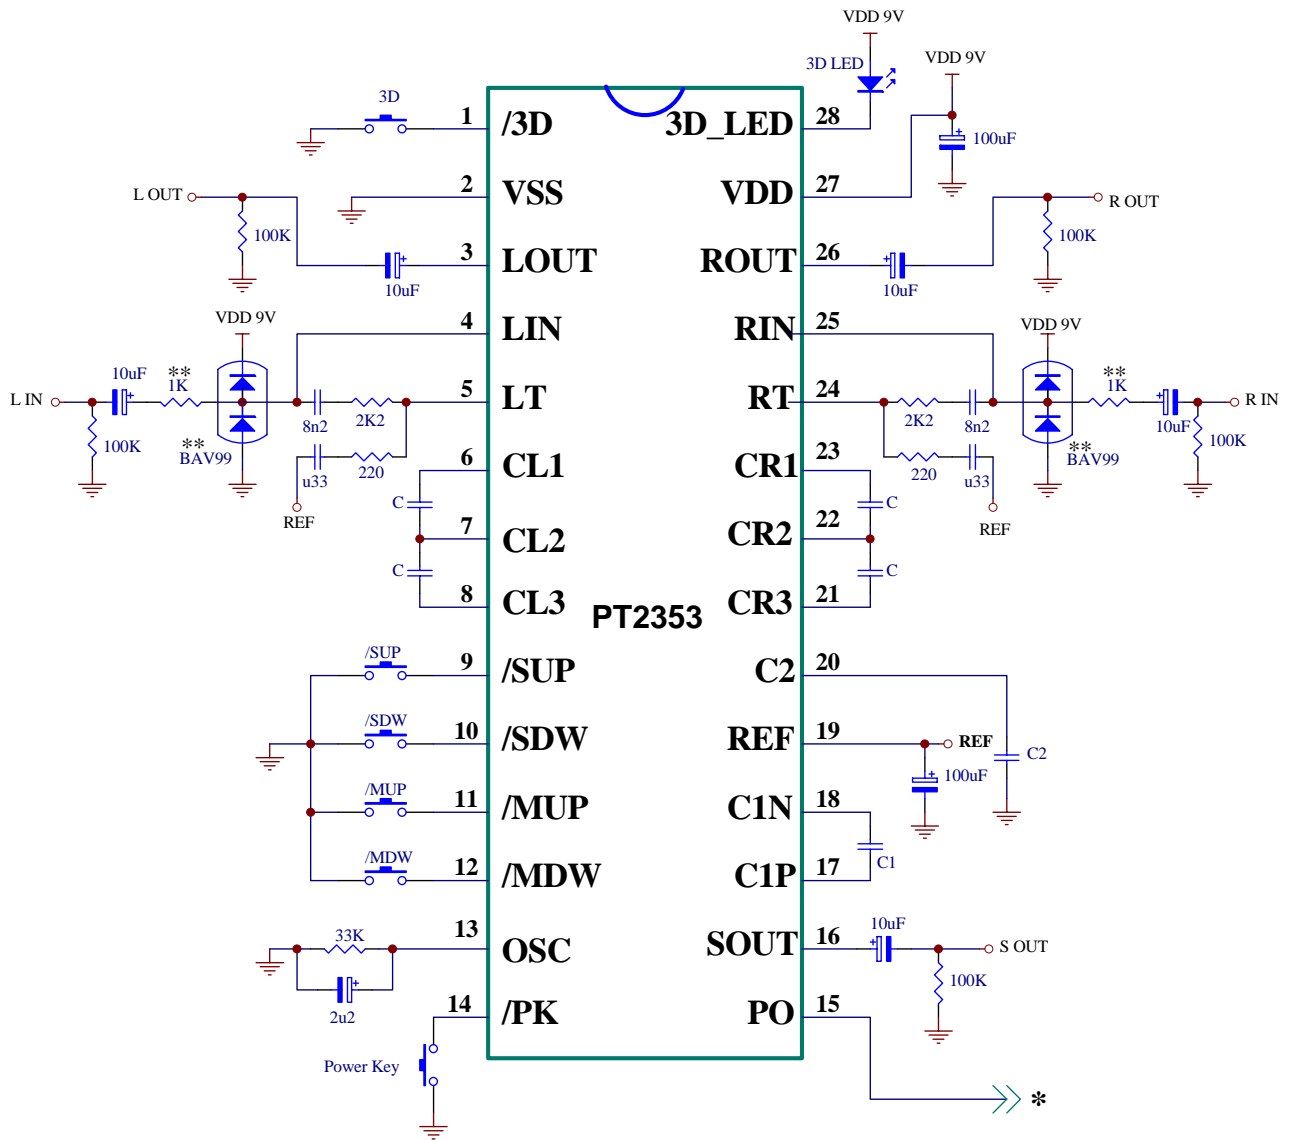 VDD 9V
3D LED
VDD 9V
3D
1
/3D
3D_LED
28
100uF
L OUT
2
VSS
VDD
27
R OUT
100K
3
LOUT
ROUT
26
100K
10uF
10uF
VDD 9V
4
LIN
RIN
25
VDD 9V
L IN
10uF
**
1K
5
LT
RT
24
**
1K
R IN
100K
**
BAV99
8n2
2K2
2K2
8n2
**
BAV99
10uF
100K
6
CL1
CR1
23
u33
220
220
u33
C
C
REF
REF
7
CL2
CR2
22
C
C
8
CL3
CR3
21
PT2353
/SUP
9
/SUP
C2
20
/SDW
10
/SDW
REF
19
REF
C2
100uF
/MUP
11
/MUP
C1N
18
/MDW
12
/MDW
C1P
17
C1
33K
13
OSC
SOUT
16
10uF
S OUT
100K
2u2
14
/PK
PO
15
Power Key
*